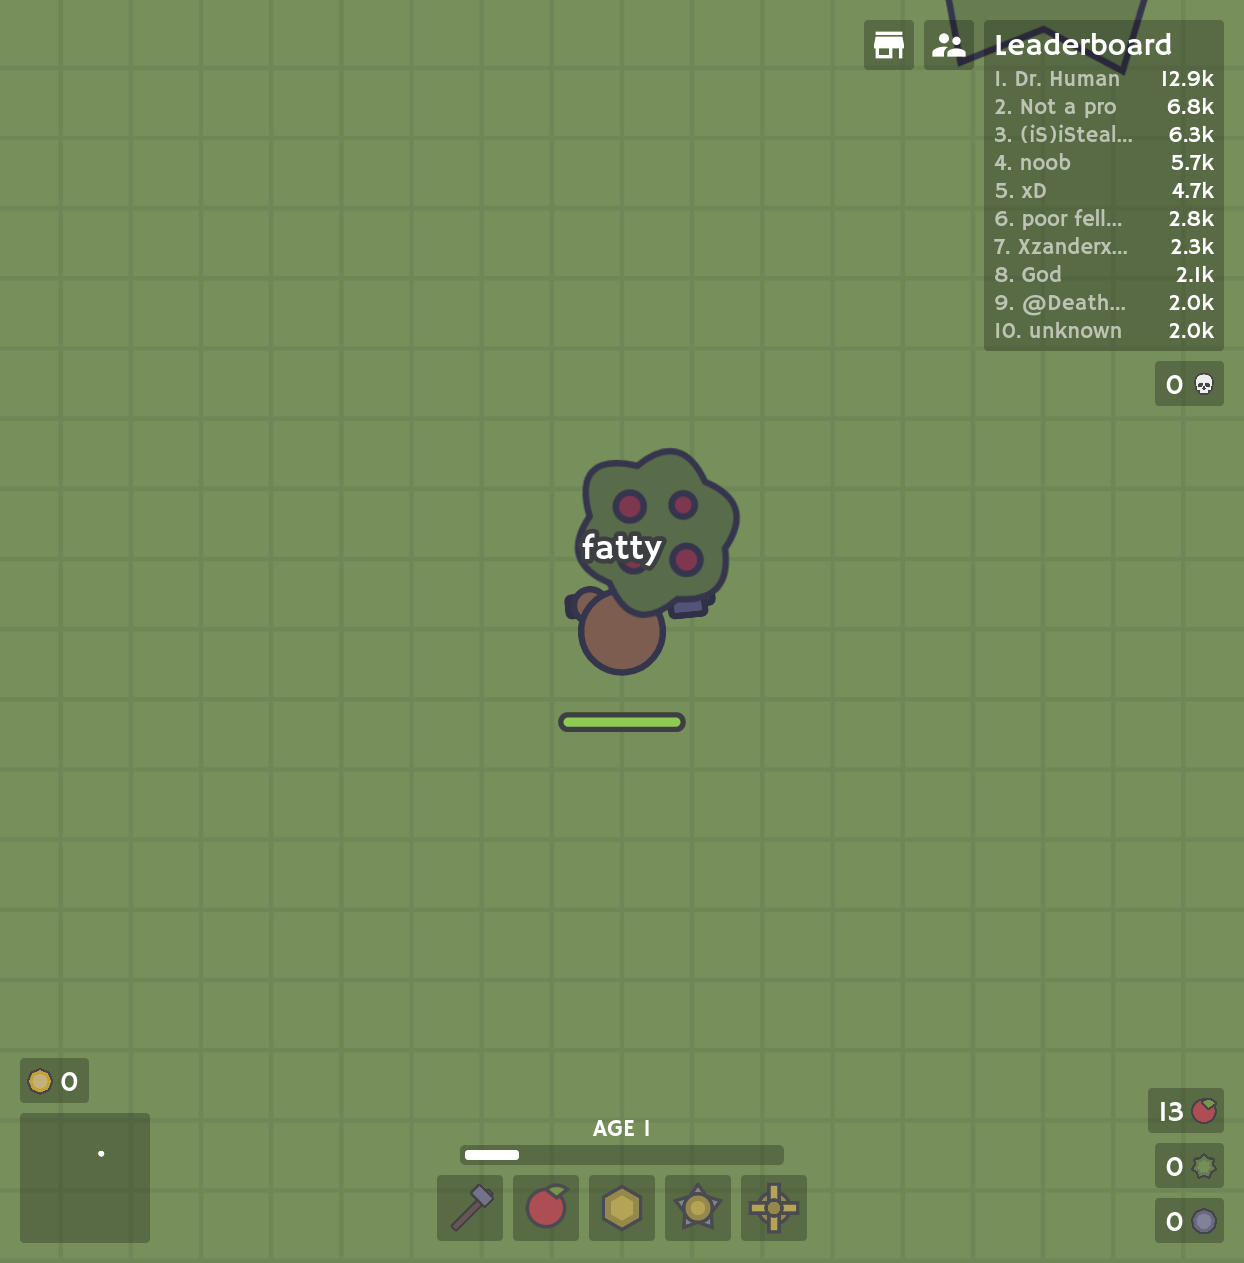 Leaderboard
1. Dr. Human 12.9k
2. Not a pro 6.8k
3. (iS)iSteal... 6.3k
4. noob 5.7k
5. xD 4.7k
6. poor fell... 2.8k
7. Xzanderx... 2.3k
8. God 2.1k
9. @Death... 2.0k
10. unknown 2.0k
0
fatty
0
13
AGE 1
0
0